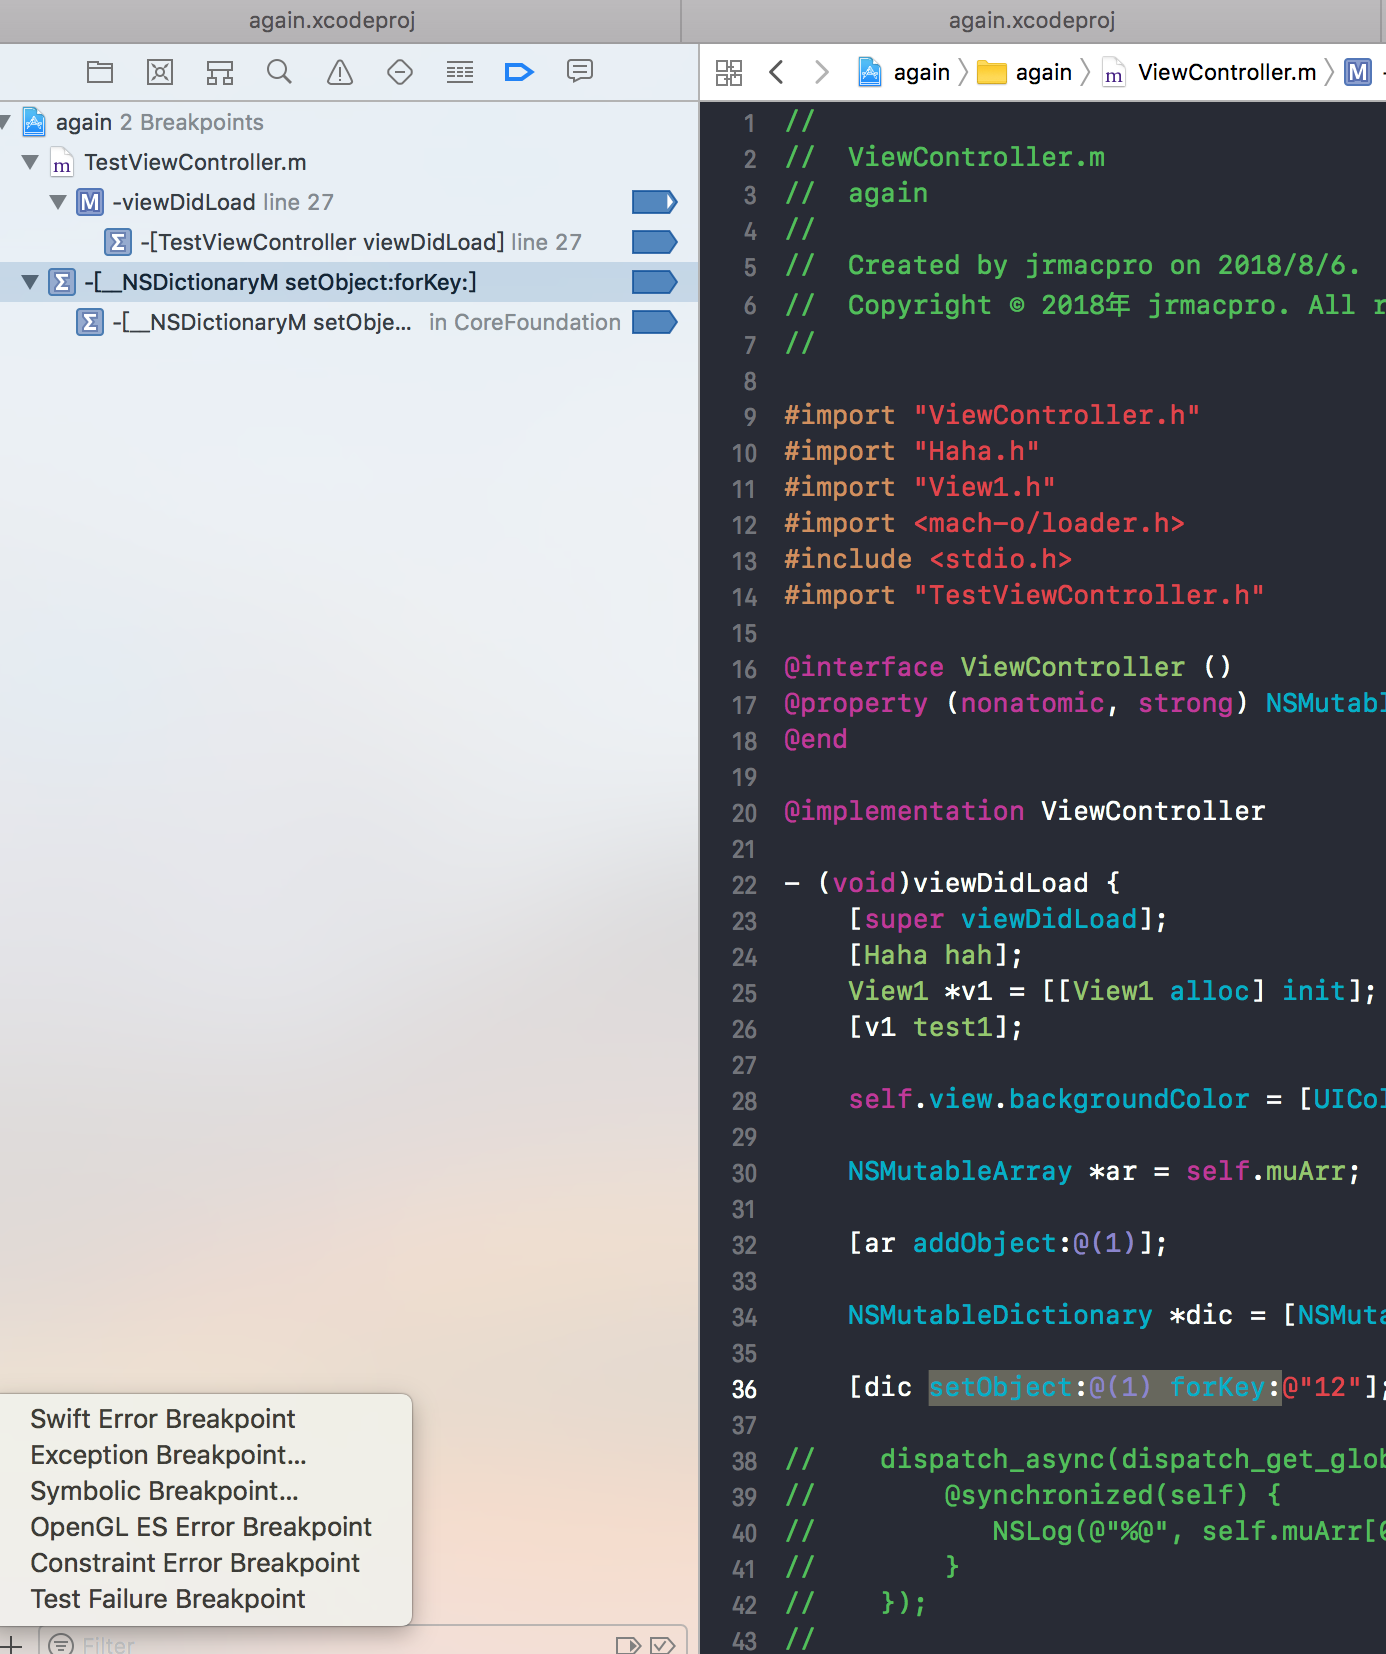 again.xcodeproj
again.xcodeproj
again 2 Breakpoints
TestViewController.m
M -viewDidLoad line 27
Σ -[TestViewController viewDidLoad] line 27
Σ -[__NSDictionaryM setObject:forKey:]
Σ -[__NSDictionaryM setObje... in CoreFoundation
Swift Error Breakpoint
Exception Breakpoint...
Symbolic Breakpoint...
OpenGL ES Error Breakpoint
Constraint Error Breakpoint
Test Failure Breakpoint
Filter
again again m ViewController.m M
1 //
2 //  ViewController.m
3 //  again
4 //
5 //  Created by jrmacpro on 2018/8/6.
6 //  Copyright © 2018年 jrmacpro. All r
7 //
8
9 #import "ViewController.h"
10 #import "Haha.h"
11 #import "View1.h"
12 #import <mach-o/loader.h>
13 #include <stdio.h>
14 #import "TestViewController.h"
15
16 @interface ViewController ()
17 @property (nonatomic, strong) NSMutabl
18 @end
19
20 @implementation ViewController
21
22 - (void)viewDidLoad {
23     [super viewDidLoad];
24     [Haha hah];
25     View1 *v1 = [[View1 alloc] init];
26     [v1 test1];
27
28     self.view.backgroundColor = [UICol
29
30     NSMutableArray *ar = self.muArr;
31
32     [ar addObject:@(1)];
33
34     NSMutableDictionary *dic = [NSMuta
35
36     [dic setObject:@(1) forKey:@"12"];
37
38 //    dispatch_async(dispatch_get_glob
39 //        @synchronized(self) {
40 //           NSLog(@"%@", self.muArr[0
41 //        }
42 //    });
43 //